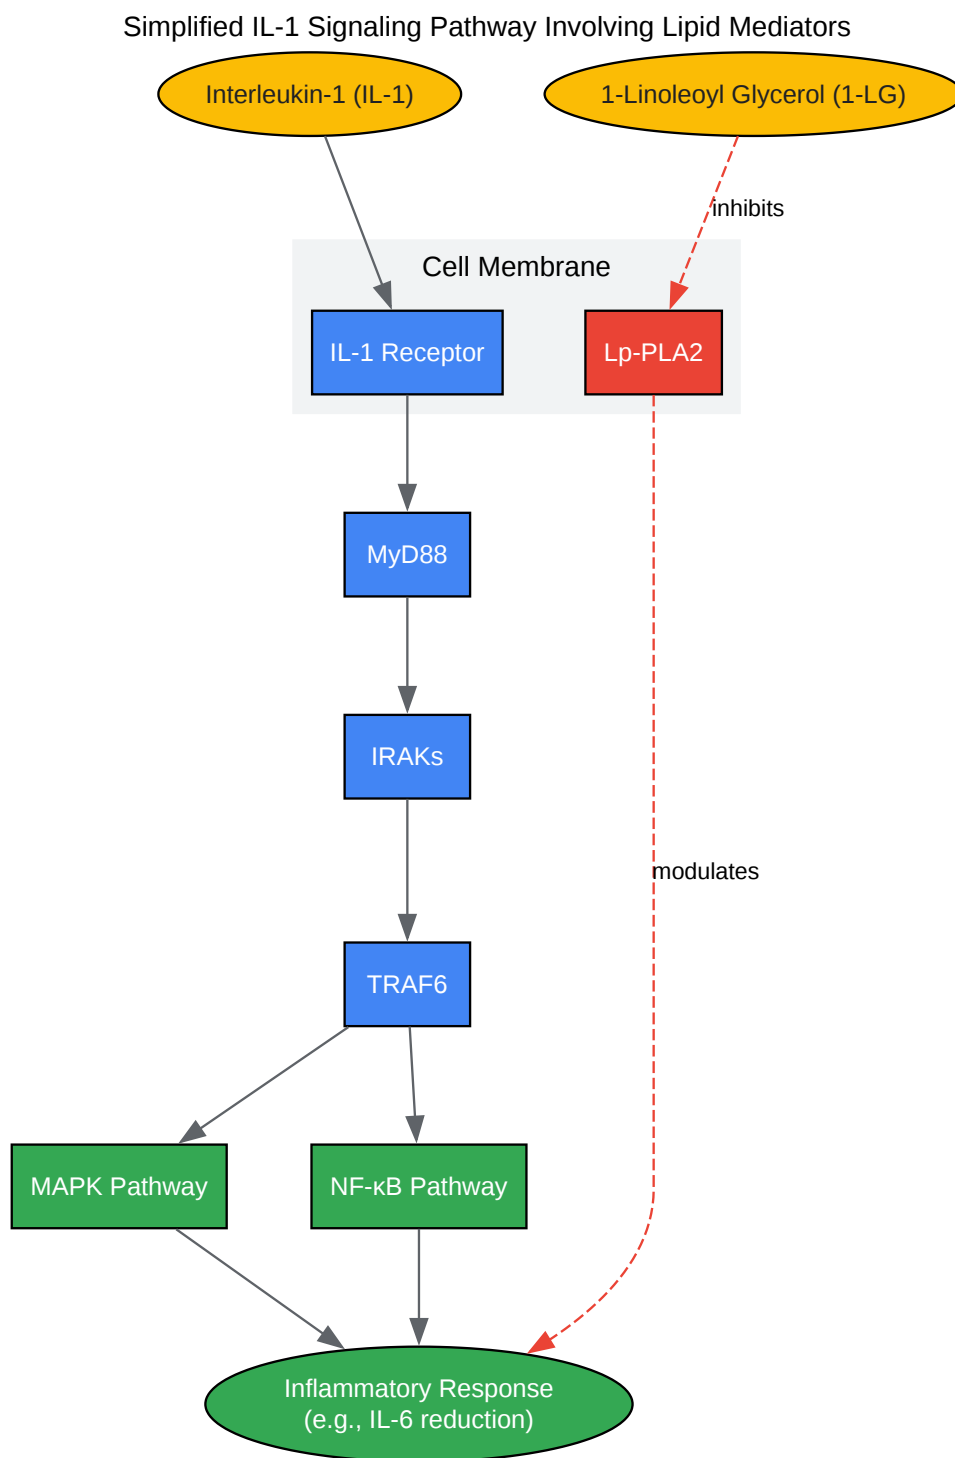 Simplified IL-1 Signaling Pathway Involving Lipid Mediators
Interleukin-1 (IL-1)
1-Linoleoyl Glycerol (1-LG)
inhibits
Cell Membrane
IL-1 Receptor
Lp-PLA2
MyD88
IRAKs
modulates
TRAF6
MAPK Pathway
NF-κB Pathway
Inflammatory Response
(e.g., IL-6 reduction)